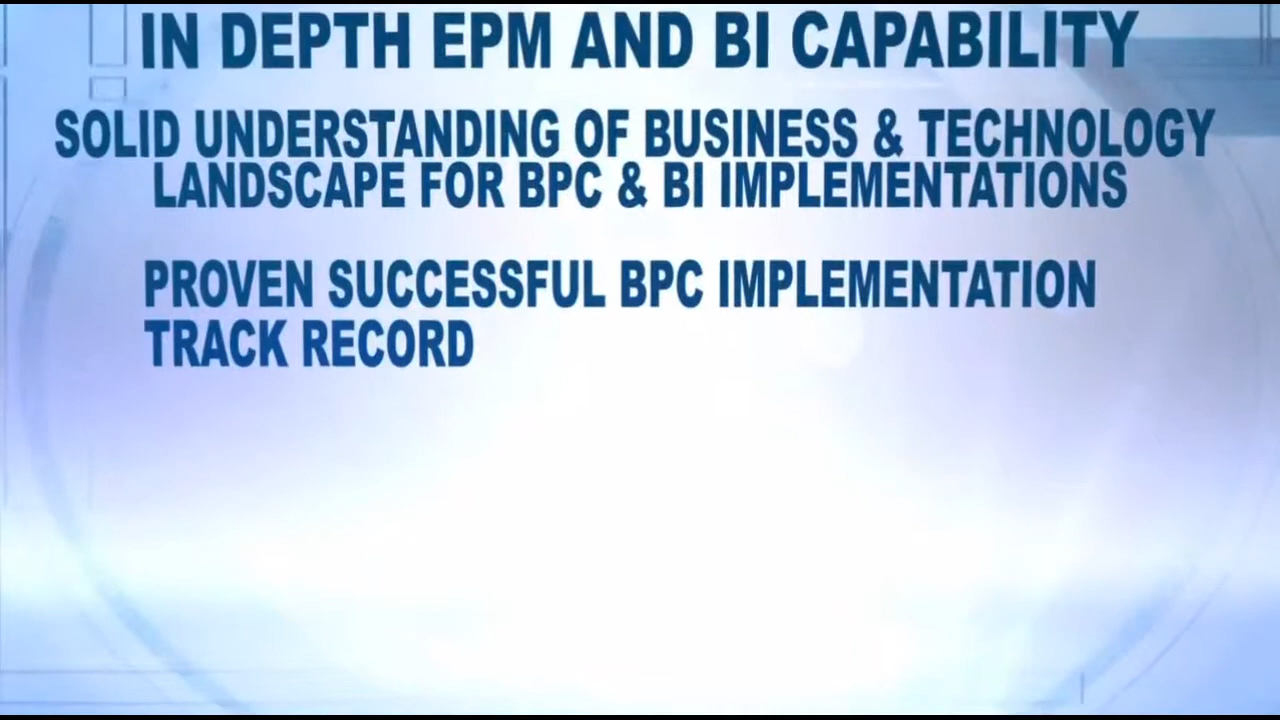 IN DEPTH EPM AND BI CAPABILITY
SOLID UNDERSTANDING OF BUSINESS & TECHNOLOGY
LANDSCAPE FOR BPC & BI IMPLEMENTATIONS
PROVEN SUCCESSFUL BPC IMPLEMENTATION
TRACK RECORD